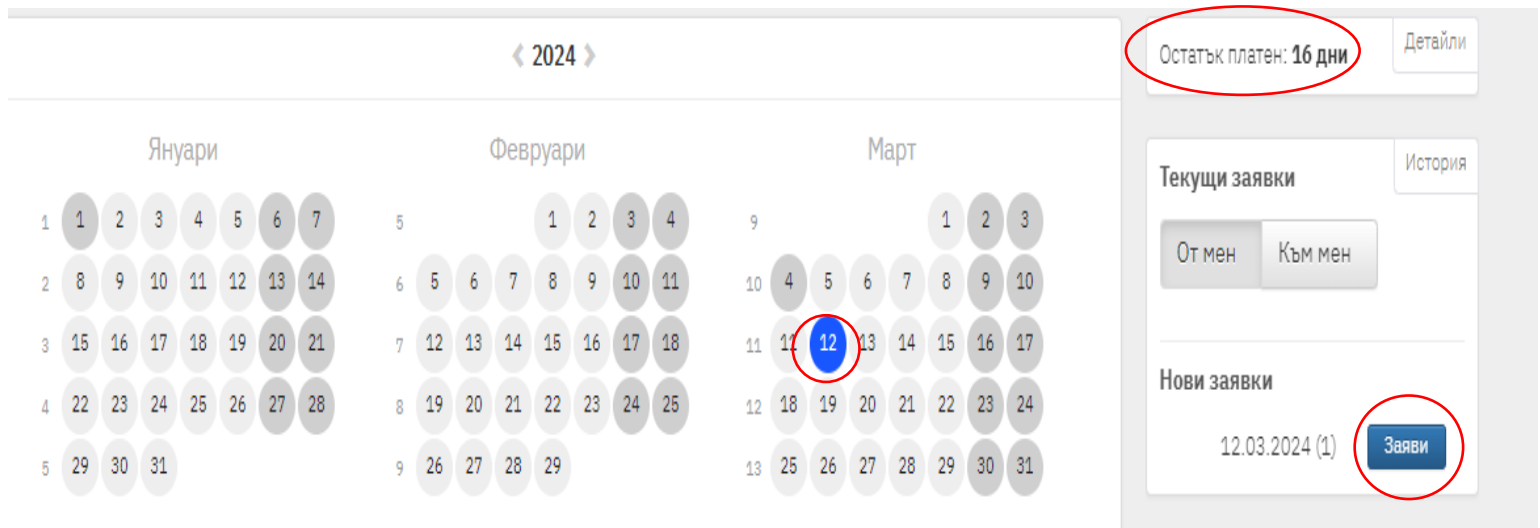 < 2024 >
Остатък платен: 16 дни
Детайли
Януари
1 1 2 3 4 5 6 7
2 8 9 10 11 12 13 14
3 15 16 17 18 19 20 21
4 22 23 24 25 26 27 28
5 29 30 31
Февруари
5 1 2 3 4
6 5 6 7 8 9 10 11
7 12 13 14 15 16 17 18
8 19 20 21 22 23 24 25
9 26 27 28 29
Март
9 1 2 3
10 4 5 6 7 8 9 10
11 11 12 13 14 15 16 17
12 18 19 20 21 22 23 24
13 25 26 27 28 29 30 31
Текущи заявки
История
От мен Към мен
Нови заявки
12.03.2024 (1) Заяви